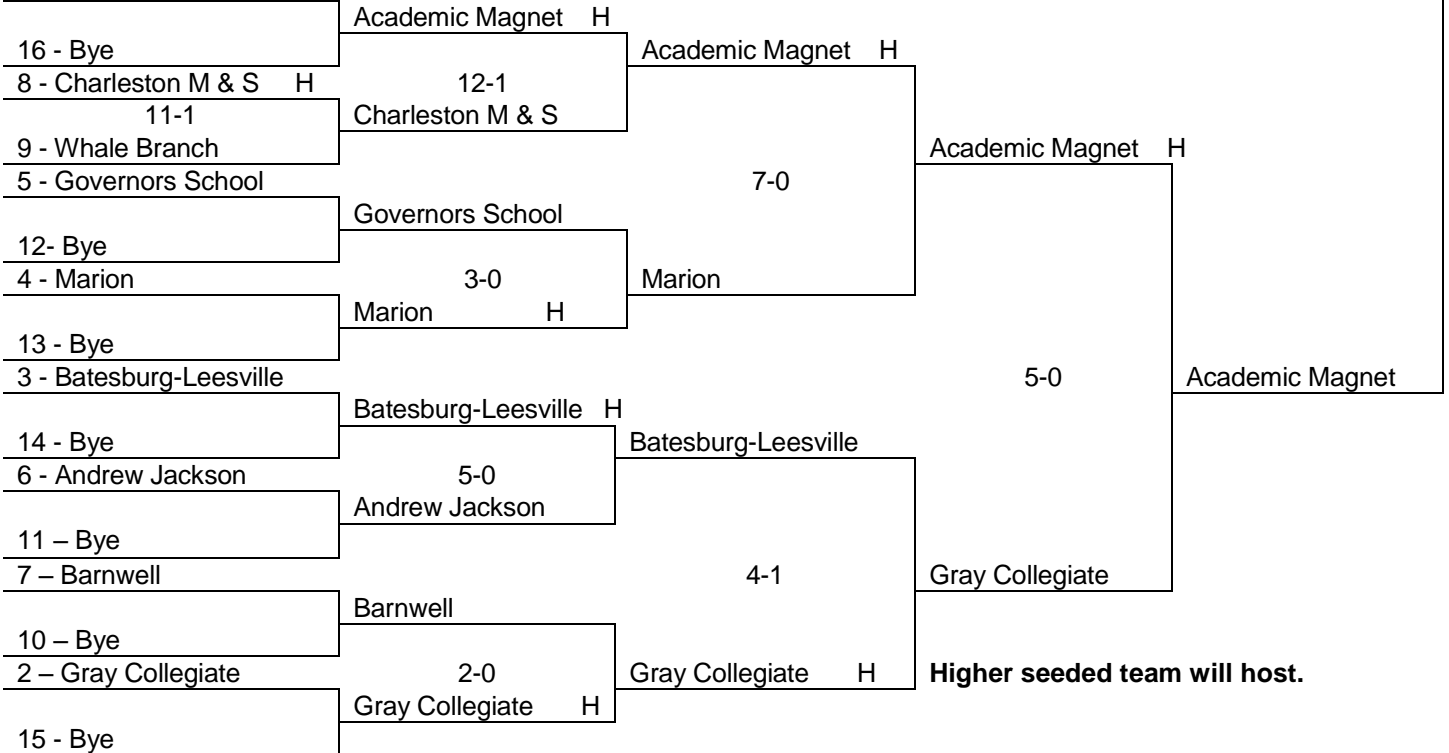 Academic Magnet H
16 - Bye
Academic Magnet H
8 - Charleston M & S H
12-1
11-1
Charleston M & S
9 - Whale Branch
Academic Magnet H
5 - Governors School
7-0
Governors School
12- Bye
4 - Marion
3-0
Marion
Marion H
13 - Bye
3 - Batesburg-Leesville
5-0
Academic Magnet
Batesburg-Leesville H
14 - Bye
Batesburg-Leesville
6 - Andrew Jackson
5-0
Andrew Jackson
11 – Bye
7 – Barnwell
4-1
Gray Collegiate
Barnwell
10 – Bye
2 – Gray Collegiate
2-0
Gray Collegiate H
Higher seeded team will host.
Gray Collegiate H
15 - Bye